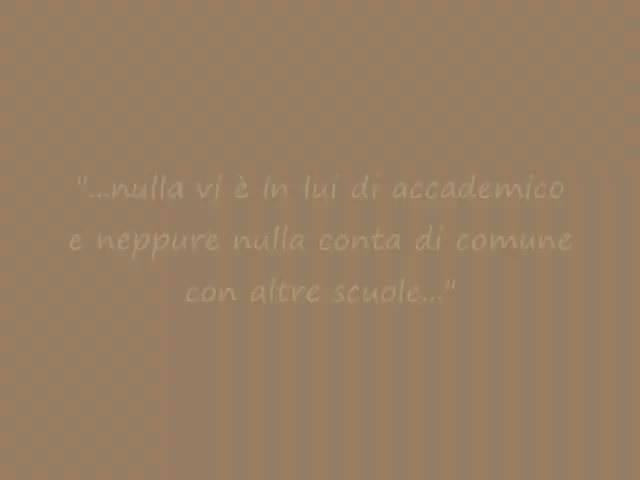 "...nulla vi è in lui di accademico
e neppure nulla conta di comune
con altre scuole..."